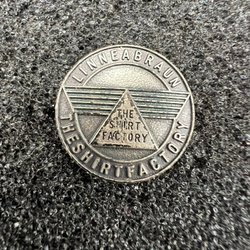 LINNEABRAUN
THE
SHIRT
FACTORY
THESHIRTFACTORY